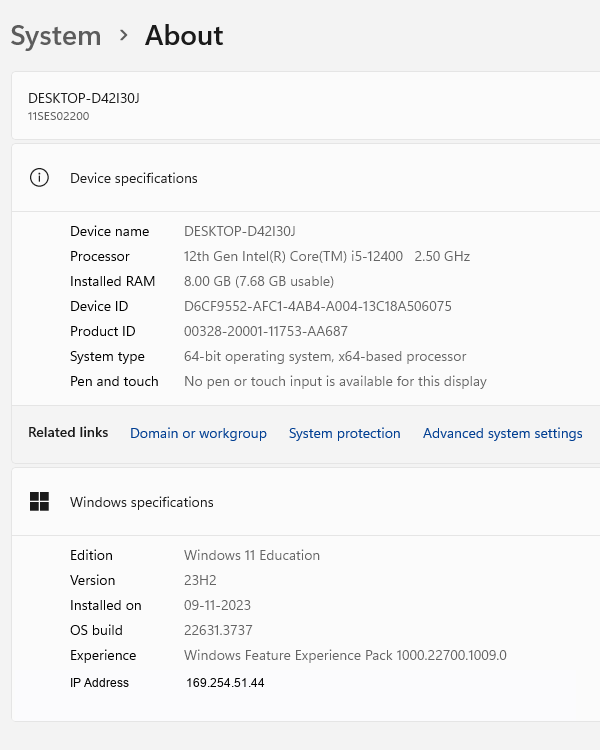 System > About
DESKTOP-D42I30J
11SES02200
Device specifications
Device name DESKTOP-D42I30J
Processor 12th Gen Intel(R) Core(TM) i5-12400 2.50 GHz
Installed RAM 8.00 GB (7.68 GB usable)
Device ID D6CF9552-AFC1-4AB4-A004-13C18A506075
Product ID 00328-20001-11753-AA687
System type 64-bit operating system, x64-based processor
Pen and touch No pen or touch input is available for this display
Related links Domain or workgroup System protection Advanced system settings
Windows specifications
Edition Windows 11 Education
Version 23H2
Installed on 09-11-2023
OS build 22631.3737
Experience Windows Feature Experience Pack 1000.22700.1009.0
IP Address 169.254.51.44